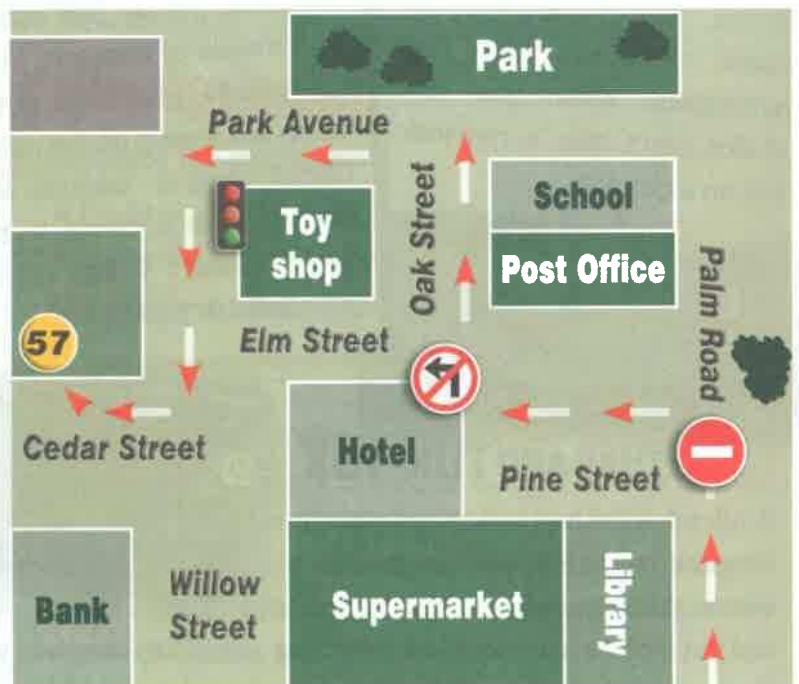 Park
Park Avenue
Oak Street
School
Toy
shop
Post Office
Palm Road
57
Elm Street
Cedar Street
Hotel
Pine Street
Bank
Willow
Street
Supermarket
Library